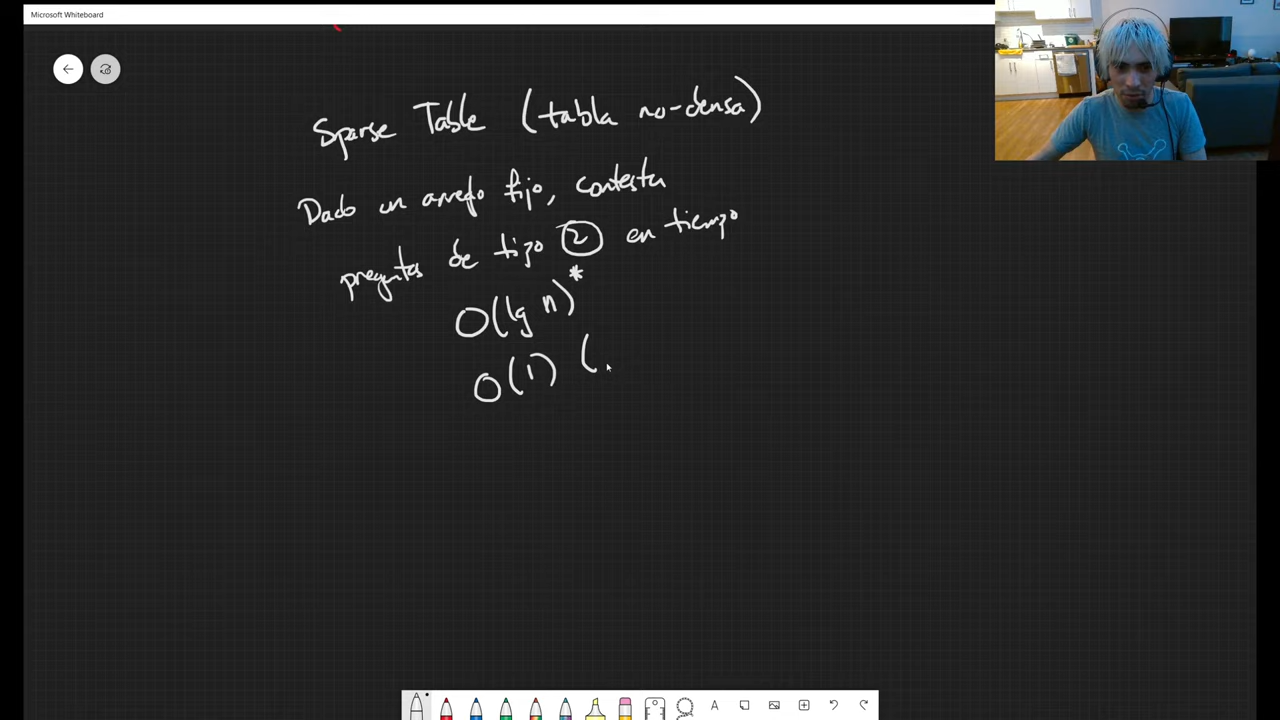 Microsoft Whiteboard
Sparse Table (tabla no-densa)
Dado un arreglo fijo, contesta
preguntas de tipo 2 en tiempo
O(lg n)*
O(1) (
A